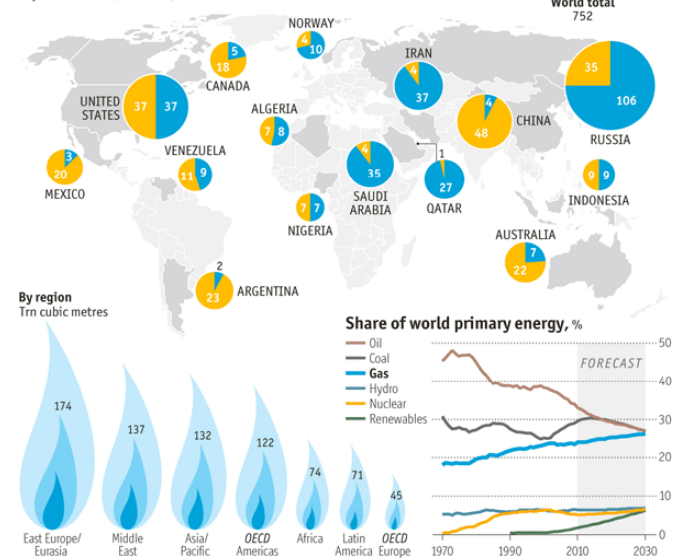 World total
752
NORWAY
4
10
5
18
CANADA
IRAN
4
37
35
106
RUSSIA
UNITED
STATES
37
37
ALGERIA
7
8
4
48
CHINA
MEXICO
3
20
VENEZUELA
11
9
4
35
SAUDI
ARABIA
1
27
QATAR
9
9
INDONESIA
7
7
NIGERIA
AUSTRALIA
7
22
2
23
ARGENTINA
By region
Trn cubic metres
174
137
132
122
74
71
45
East Europe/
Eurasia
Middle
East
Asia/
Pacific
OECD
Americas
Africa
Latin
America
OECD
Europe
Share of world primary energy, %
Oil
Coal
Gas
Hydro
Nuclear
Renewables
FORECAST
50
40
30
20
10
0
1970
1990
2010
2030